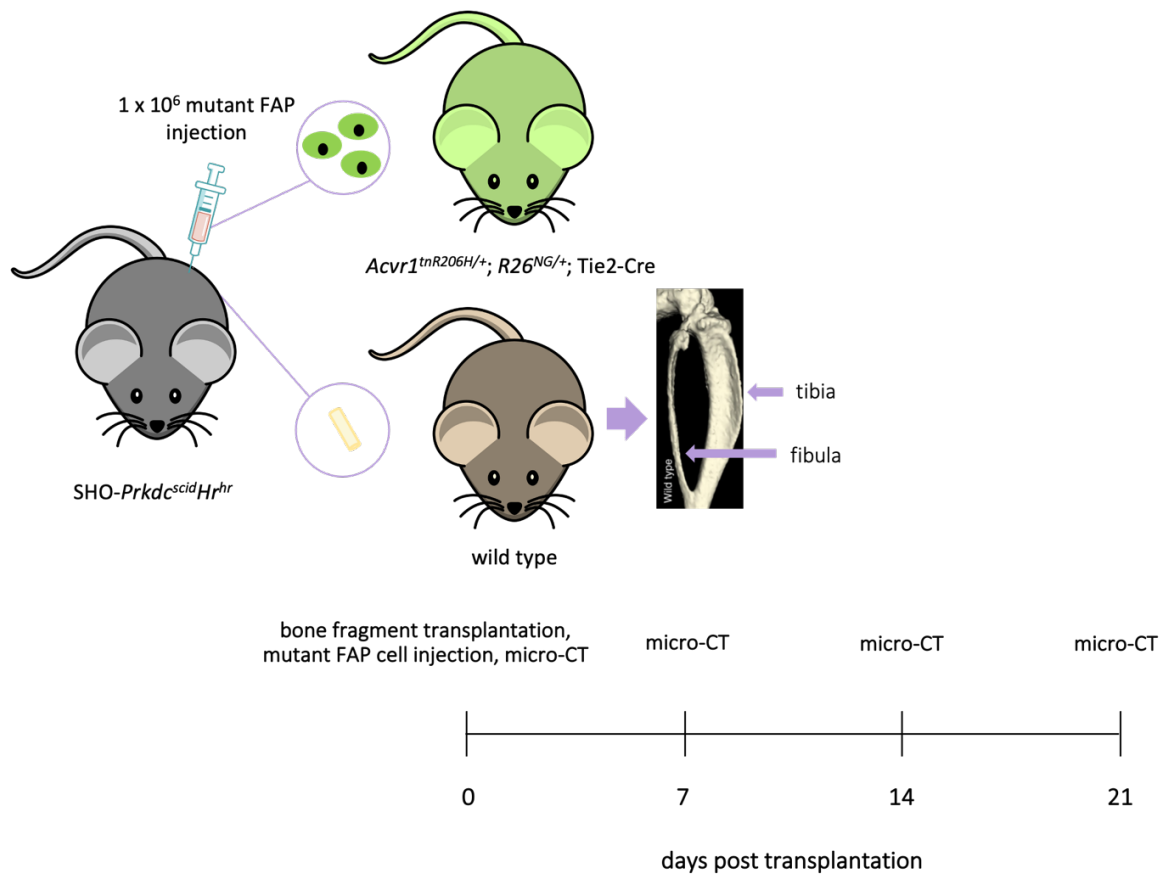 1 x 10⁶ mutant FAP
injection
Acvr1ᵗⁿᴿ²⁰⁶ᴴ/⁺; R26ᴺᴳ/⁺; Tie2-Cre
SHO-PrkdcˢᶜⁱᵈHrʰʳ
wild type
Wild type
tibia
fibula
bone fragment transplantation,
mutant FAP cell injection, micro-CT
micro-CT
micro-CT
micro-CT
0
7
14
21
days post transplantation